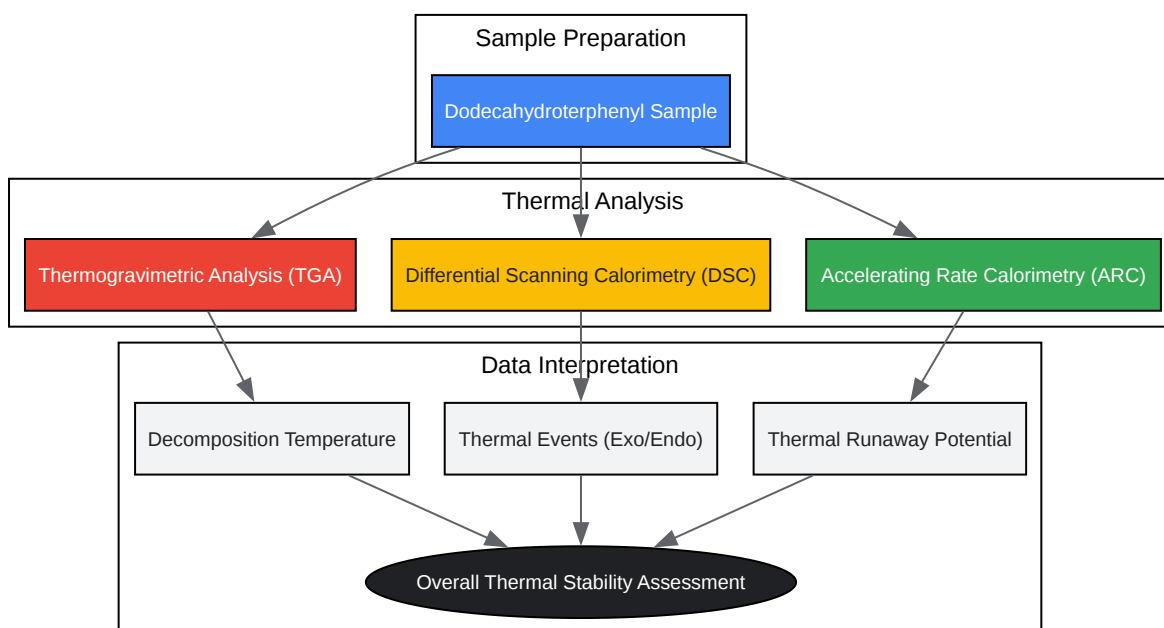 Sample Preparation
Dodecahydroterphenyl Sample
Thermal Analysis
Thermogravimetric Analysis (TGA)
Differential Scanning Calorimetry (DSC)
Accelerating Rate Calorimetry (ARC)
Data Interpretation
Decomposition Temperature
Thermal Events (Exo/Endo)
Thermal Runaway Potential
Overall Thermal Stability Assessment